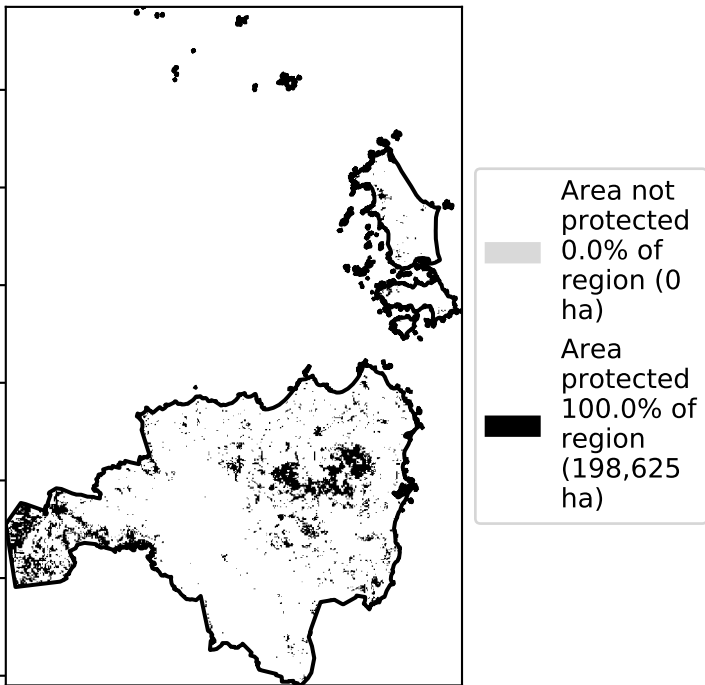 Area not
protected
0.0% of
region (0
ha)
Area
protected
100.0% of
region
(198,625
ha)